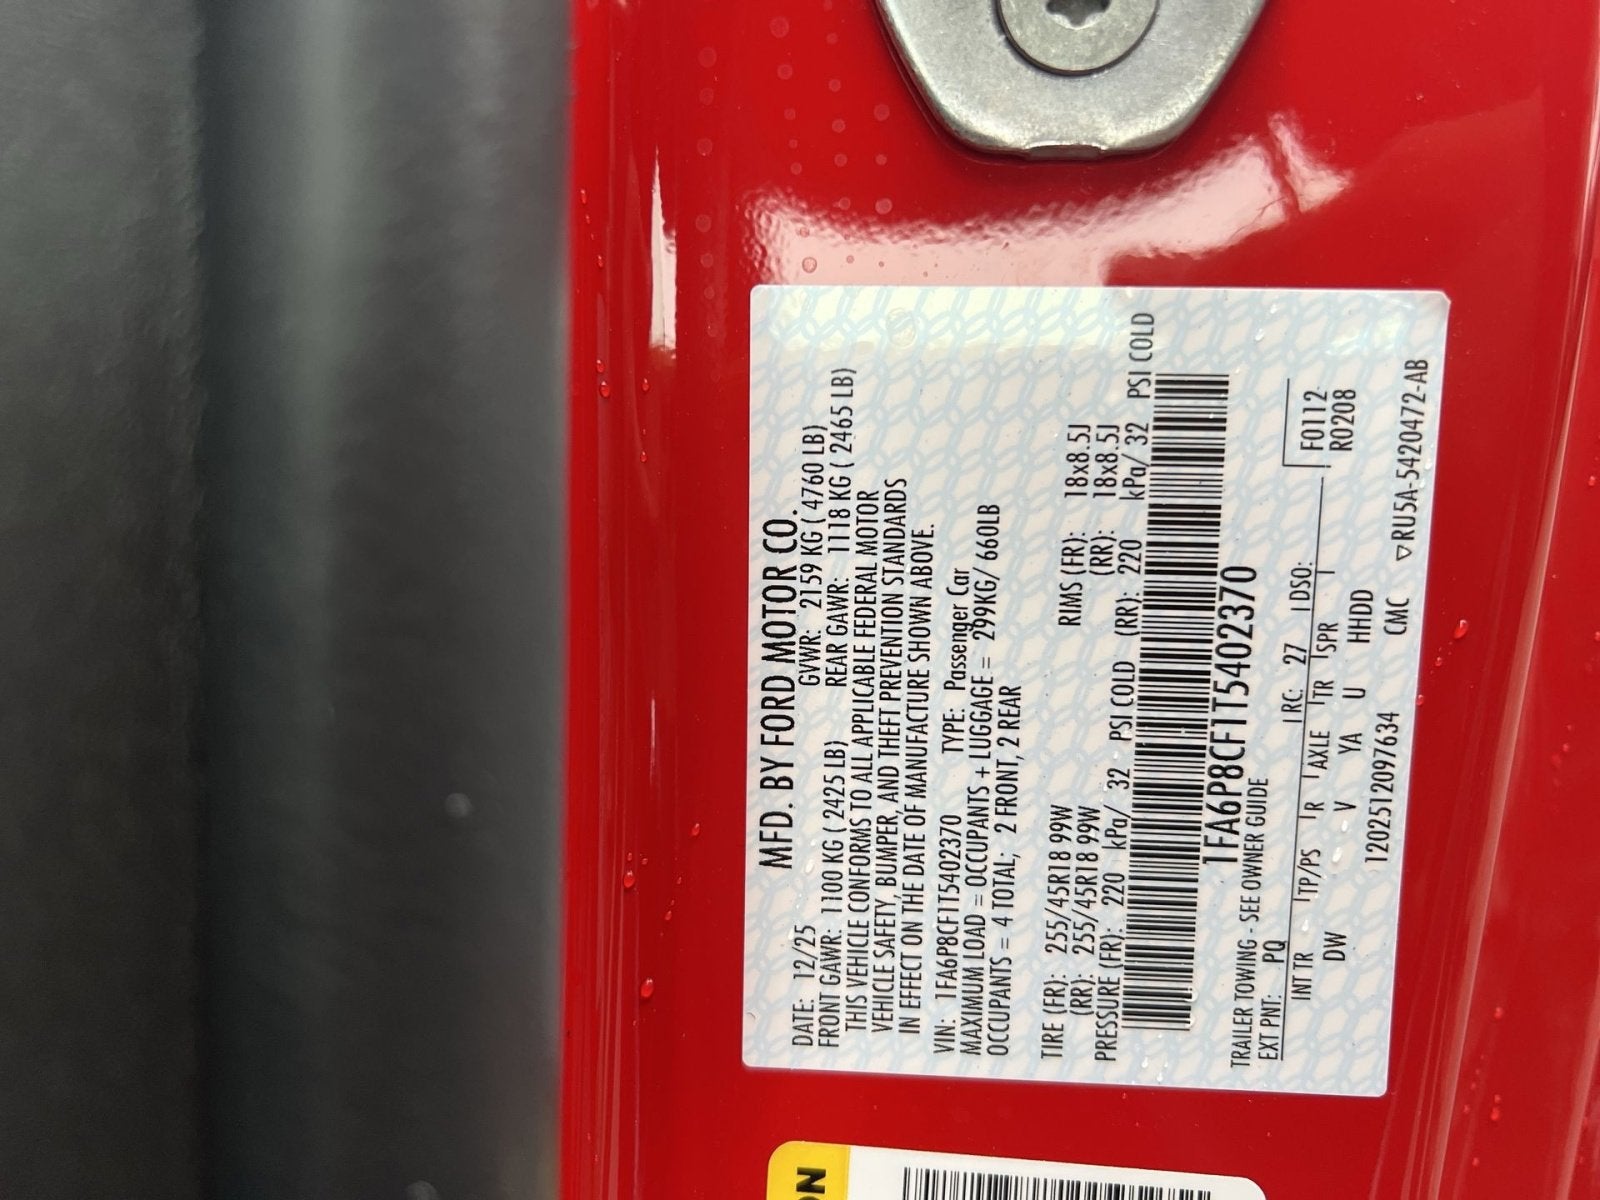 MFD. BY FORD MOTOR CO.
DATE: 12/25 GVWR: 2159 KG ( 4760 LB)
FRONT GAWR: 1100 KG ( 2425 LB) REAR GAWR: 1118 KG ( 2465 LB)
THIS VEHICLE CONFORMS TO ALL APPLICABLE FEDERAL MOTOR
VEHICLE SAFETY, BUMPER, AND THEFT PREVENTION STANDARDS
IN EFFECT ON THE DATE OF MANUFACTURE SHOWN ABOVE.
VIN: 1FA6P8CF1T5402370 TYPE: Passenger Car
MAXIMUM LOAD = OCCUPANTS + LUGGAGE = 299KG/ 660LB
OCCUPANTS = 4 TOTAL, 2 FRONT, 2 REAR
TIRE (FR): 255/45R18 99W RIMS (FR): 18x8.5J
(RR): 255/45R18 99W (RR): 18x8.5J
PRESSURE (FR): 220 kPa/ 32 PSI COLD (RR): 220 kPa/ 32 PSI COLD
1FA6P8CF1T5402370
TRAILER TOWING - SEE OWNER GUIDE
EXT PNT: PQ RC: 27 DSO: F0112
INT TR TP/PS R AXLE TR SPR R0208
DW V YA U HHDD
1202512097634 CMC ▽RU5A-5420472-AB
ON